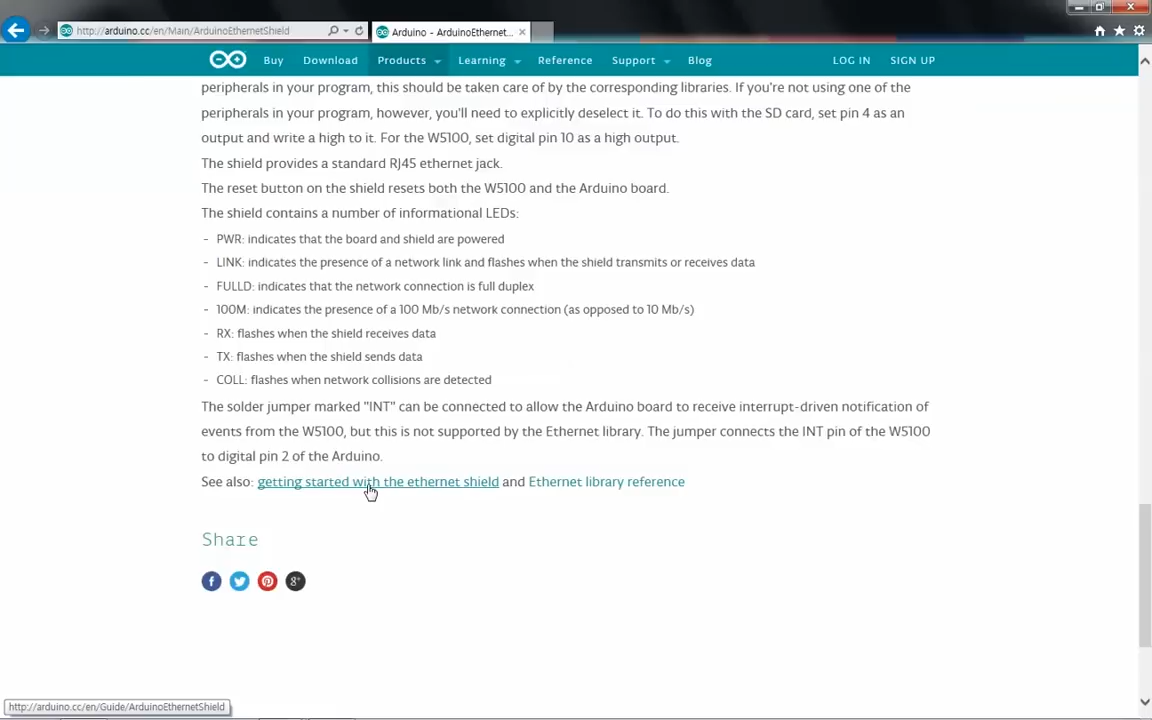 http://arduino.cc/en/Main/ArduinoEthernetShield
Arduino - ArduinoEthernet...
Buy Download Products Learning Reference Support Blog LOG IN SIGN UP
peripherals in your program, this should be taken care of by the corresponding libraries. If you're not using one of the
peripherals in your program, however, you'll need to explicitly deselect it. To do this with the SD card, set pin 4 as an
output and write a high to it. For the W5100, set digital pin 10 as a high output.
The shield provides a standard RJ45 ethernet jack.
The reset button on the shield resets both the W5100 and the Arduino board.
The shield contains a number of informational LEDs:
- PWR: indicates that the board and shield are powered
- LINK: indicates the presence of a network link and flashes when the shield transmits or receives data
- FULLD: indicates that the network connection is full duplex
- 100M: indicates the presence of a 100 Mb/s network connection (as opposed to 10 Mb/s)
- RX: flashes when the shield receives data
- TX: flashes when the shield sends data
- COLL: flashes when network collisions are detected
The solder jumper marked "INT" can be connected to allow the Arduino board to receive interrupt-driven notification of
events from the W5100, but this is not supported by the Ethernet library. The jumper connects the INT pin of the W5100
to digital pin 2 of the Arduino.
See also: getting started with the ethernet shield and Ethernet library reference
Share
http://arduino.cc/en/Guide/ArduinoEthernetShield